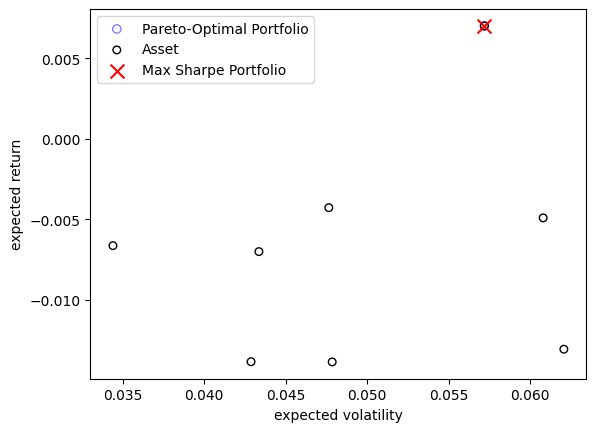 Pareto-Optimal Portfolio
Asset
Max Sharpe Portfolio
0.005
0.000
−0.005
−0.010
expected return
0.035
0.040
0.045
0.050
0.055
0.060
expected volatility